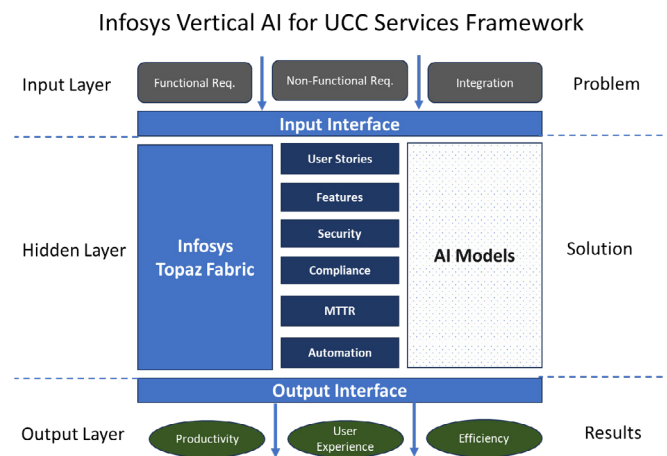 Infosys Vertical AI for UCC Services Framework
Input Layer
Functional Req.
Non-Functional Req.
Integration
Problem
Input Interface
Hidden Layer
Infosys
Topaz Fabric
User Stories
Features
Security
Compliance
MTTR
Automation
AI Models
Solution
Output Interface
Output Layer
Productivity
User
Experience
Efficiency
Results